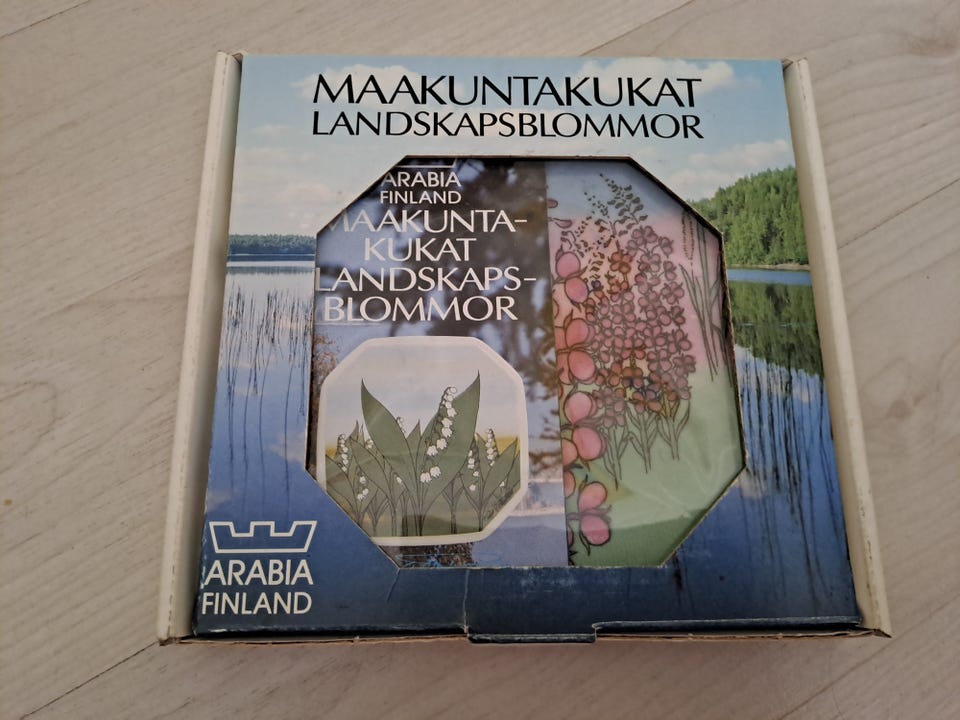 MAAKUNTAKUKAT
LANDSKAPSBLOMMOR
ARABIA
FINLAND
MAAKUNTA-
KUKAT
LANDSKAPS-
BLOMMOR
ARABIA
FINLAND